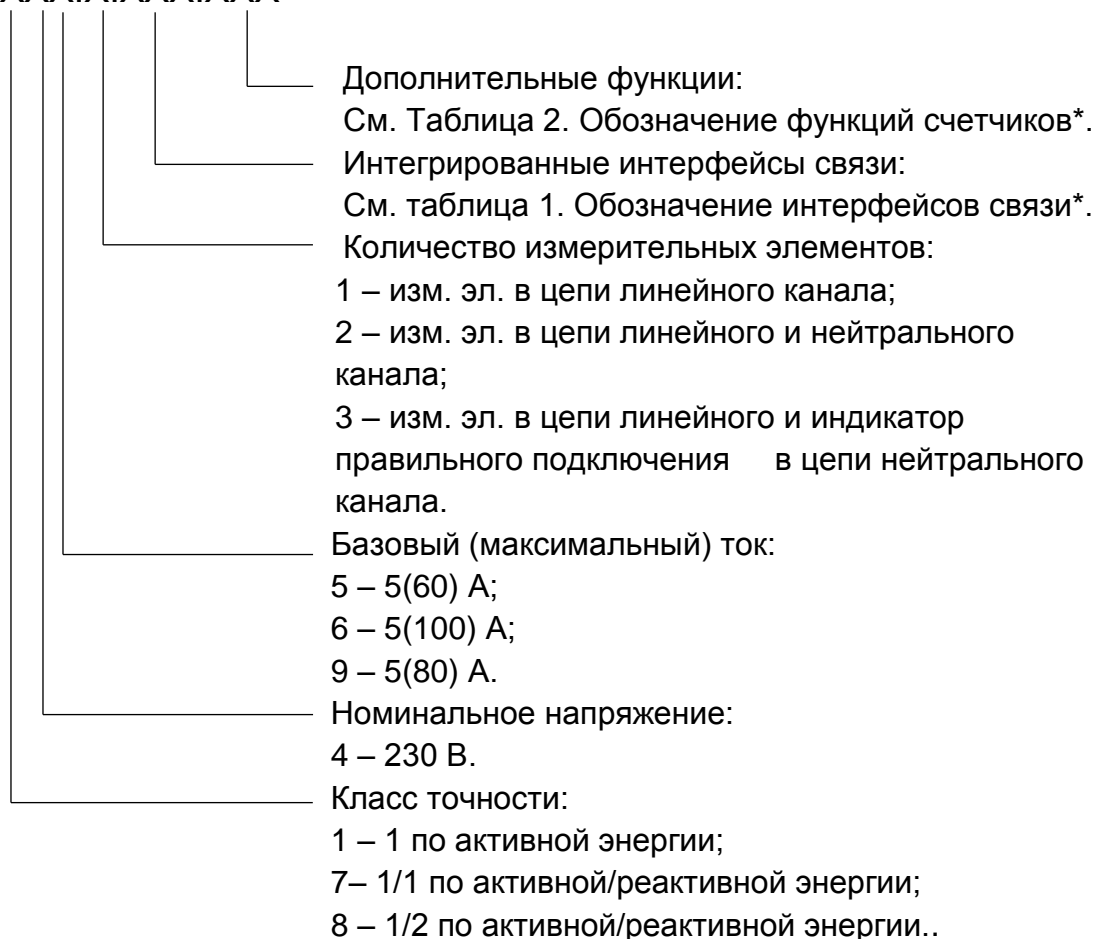 Дополнительные функции:
См. Таблица 2. Обозначение функций счетчиков*.
Интегрированные интерфейсы связи:
См. таблица 1. Обозначение интерфейсов связи*.
Количество измерительных элементов:
1 – изм. эл. в цепи линейного канала;
2 – изм. эл. в цепи линейного и нейтрального
канала;
3 – изм. эл. в цепи линейного и индикатор
правильного подключения в цепи нейтрального
канала.
Базовый (максимальный) ток:
5 – 5(60) А;
6 – 5(100) А;
9 – 5(80) А.
Номинальное напряжение:
4 – 230 В.
Класс точности:
1 – 1 по активной энергии;
7– 1/1 по активной/реактивной энергии;
8 – 1/2 по активной/реактивной энергии..